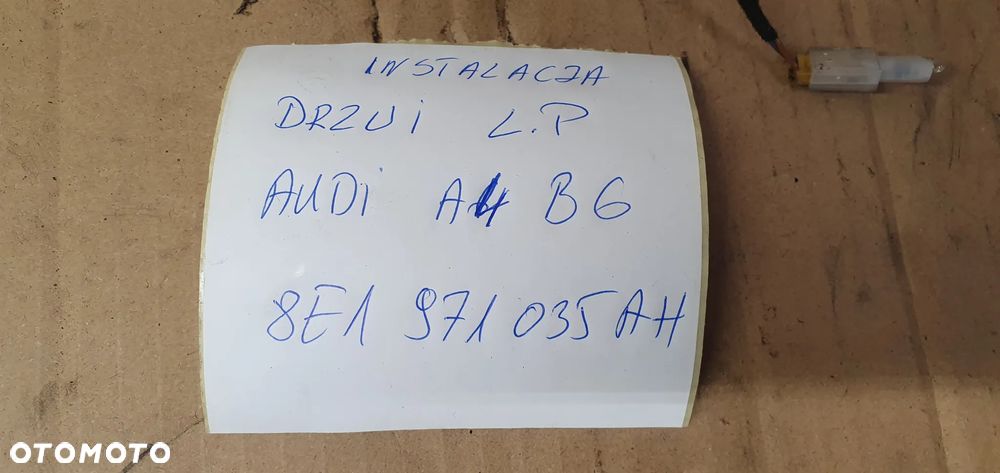 INSTALACJA
DRZWI L.P
AUDI A4 B6
8E1 971 035 AH
OTOMOTO